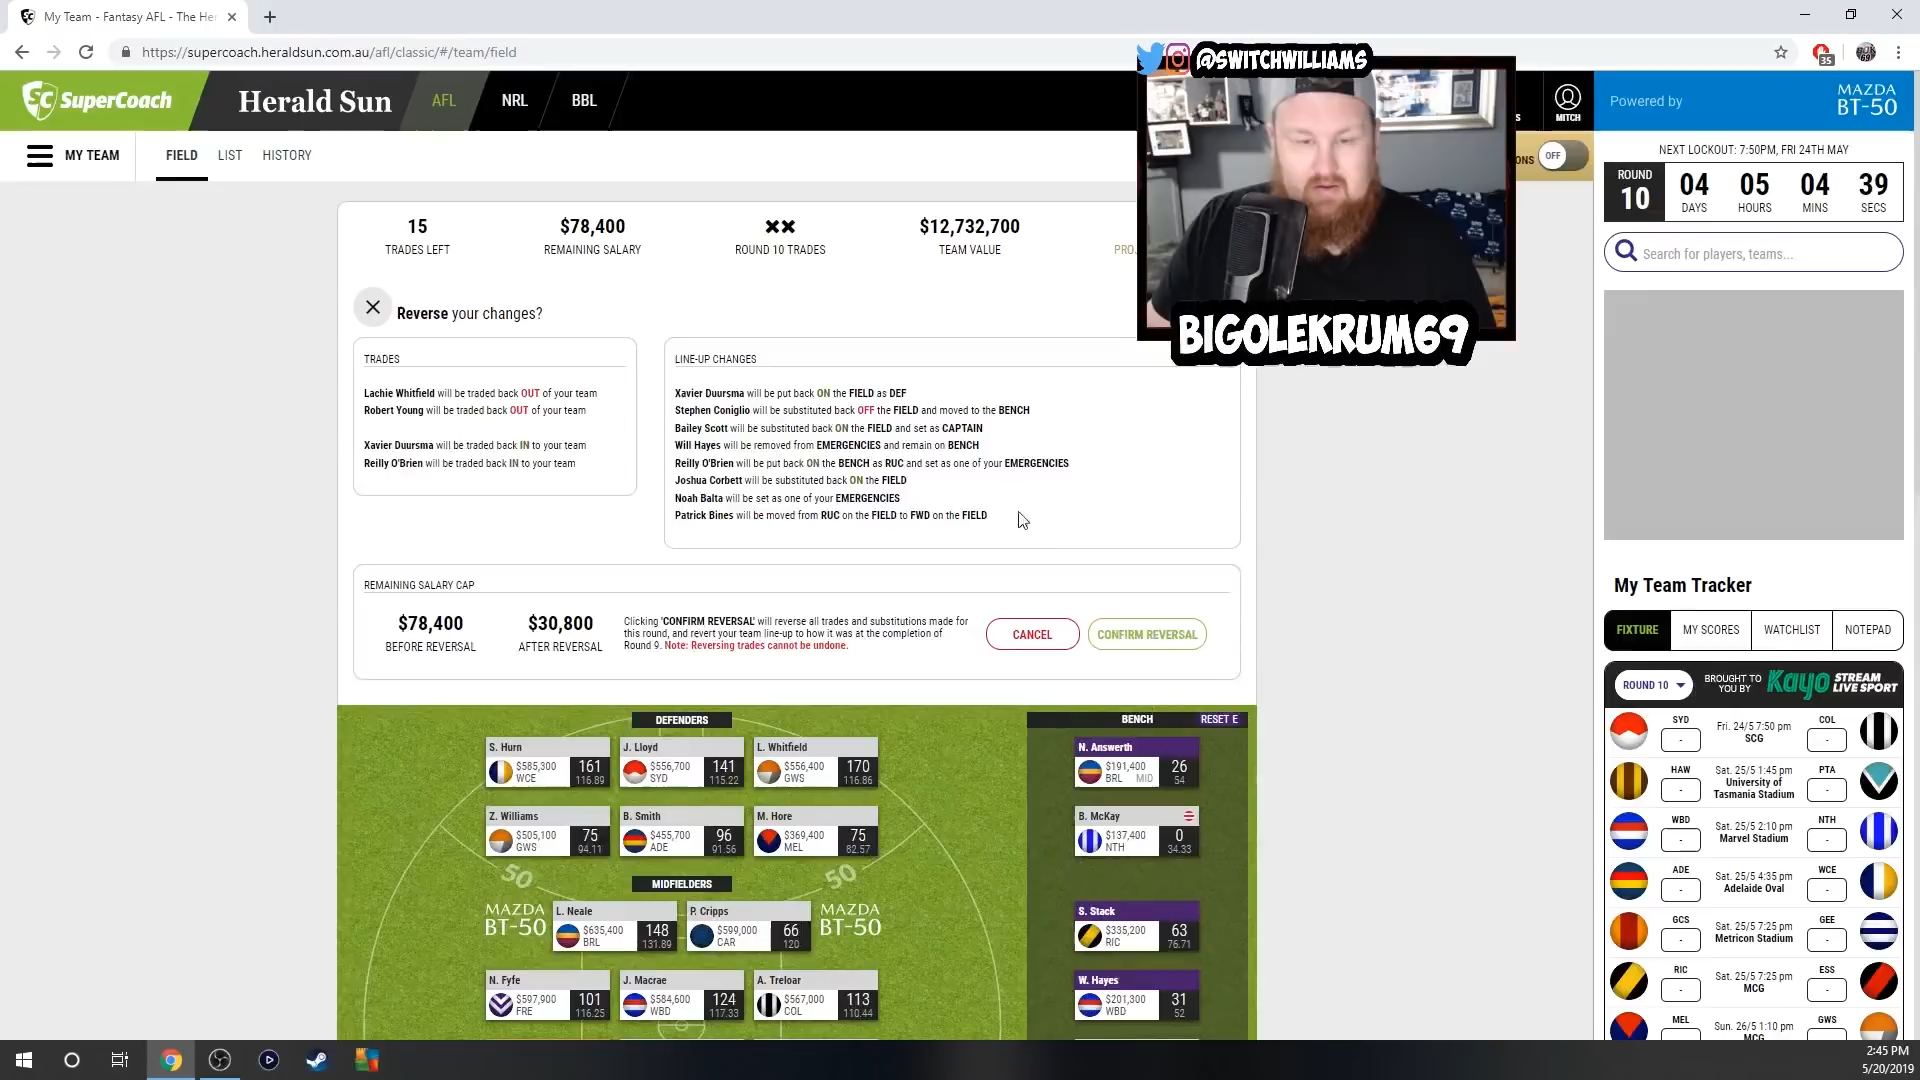 My Team - Fantasy AFL - The He
https://supercoach.heraldsun.com.au/afl/classic/#/team/field
35
@SWITCHWILLIAMS
SuperCoach
Herald Sun
AFL
NRL
BBL
MITCH
Powered by
MAZDA
BT-50
MY TEAM
FIELD
LIST
HISTORY
ONS
OFF
NEXT LOCKOUT: 7:50PM, FRI 24TH MAY
ROUND
10
04
05
04
39
DAYS
HOURS
MINS
SECS
15
$78,400
$12,732,700
TRADES LEFT
REMAINING SALARY
ROUND 10 TRADES
TEAM VALUE
PROJ
Search for players, teams...
Reverse your changes?
BIGOLEKRUM69
TRADES
Lachie Whitfield will be traded back OUT of your team
Robert Young will be traded back OUT of your team
Xavier Duursma will be traded back IN to your team
Reilly O'Brien will be traded back IN to your team
LINE-UP CHANGES
Xavier Duursma will be put back ON the FIELD as DEF
Stephen Coniglio will be substituted back OFF the FIELD and moved to the BENCH
Bailey Scott will be substituted back ON the FIELD and set as CAPTAIN
Will Hayes will be removed from EMERGENCIES and remain on BENCH
Reilly O'Brien will be put back ON the BENCH as RUC and set as one of your EMERGENCIES
Joshua Corbett will be substituted back ON the FIELD
Noah Balta will be set as one of your EMERGENCIES
Patrick Bines will be moved from RUC on the FIELD to FWD on the FIELD
REMAINING SALARY CAP
$78,400
BEFORE REVERSAL
$30,800
AFTER REVERSAL
Clicking 'CONFIRM REVERSAL' will reverse all trades and substitutions made for
this round, and revert your team line-up to how it was at the completion of
Round 9. Note: Reversing trades cannot be undone.
CANCEL
CONFIRM REVERSAL
DEFENDERS
S. Hurn
$585,300
WCE
161
116.89
J. Lloyd
$556,700
SYD
141
115.22
L. Whitfield
$556,400
GWS
170
116.86
Z. Williams
$505,100
GWS
75
94.11
B. Smith
$455,700
ADE
96
91.56
M. Hore
$369,400
MEL
75
82.57
50
MIDFIELDERS
50
MAZDA
BT-50
L. Neale
$635,400
BRL
148
131.89
P. Cripps
$599,000
CAR
66
120
MAZDA
BT-50
N. Fyfe
$597,900
FRE
101
116.25
J. Macrae
$584,600
WBD
124
117.33
A. Treloar
$567,000
COL
113
110.44
BENCH
RESET E
N. Answerth
$191,400
BRL MID
26
54
B. McKay
$137,400
NTH
0
34.33
S. Stack
$335,200
RIC
63
76.71
W. Hayes
$201,300
WBD
31
52
My Team Tracker
FIXTURE
MY SCORES
WATCHLIST
NOTEPAD
ROUND 10
BROUGHT TO
YOU BY
Kayo STREAM
LIVE SPORT
SYD
-
Fri. 24/5 7:50 pm
SCG
COL
-
HAW
-
Sat. 25/5 1:45 pm
University of
Tasmania Stadium
PTA
-
WBD
-
Sat. 25/5 2:10 pm
Marvel Stadium
NTH
-
ADE
-
Sat. 25/5 4:35 pm
Adelaide Oval
WCE
-
GCS
-
Sat. 25/5 7:25 pm
Metricon Stadium
GEE
-
RIC
-
Sat. 25/5 7:25 pm
MCG
ESS
-
MEL
Sun. 26/5 1:10 pm
MCG
GWS
2:45 PM
5/20/2019